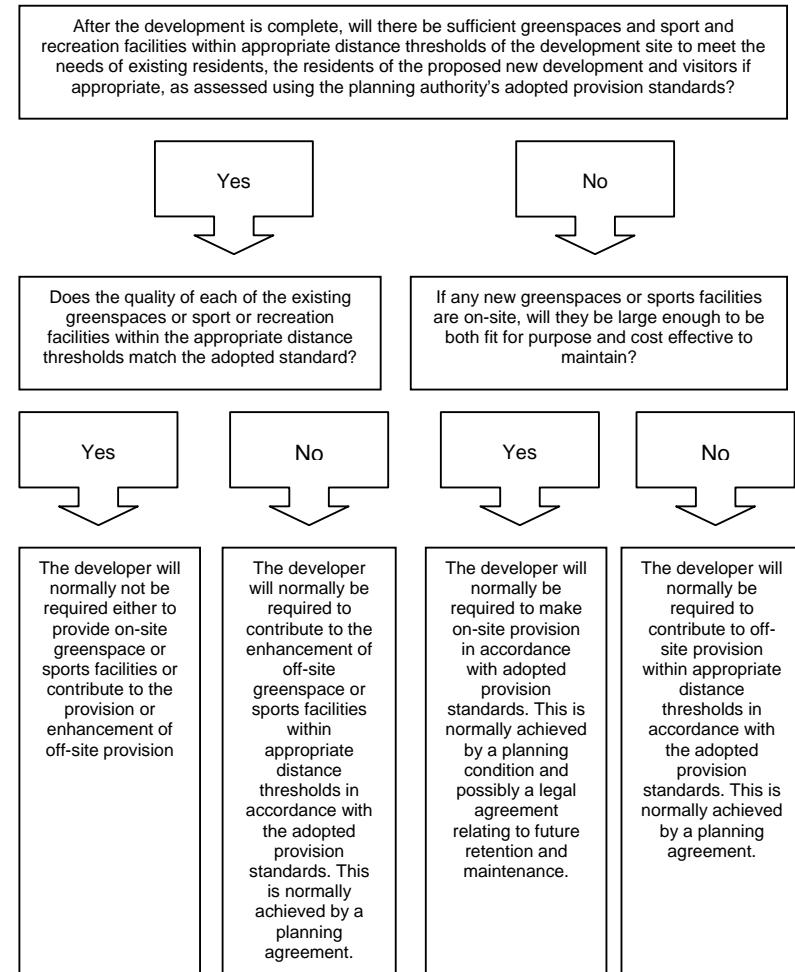 After the development is complete, will there be sufficient greenspaces and sport and
recreation facilities within appropriate distance thresholds of the development site to meet the
needs of existing residents, the residents of the proposed new development and visitors if
appropriate, as assessed using the planning authority's adopted provision standards?
Yes
No
Does the quality of each of the existing
greenspaces or sport or recreation
facilities within the appropriate distance
thresholds match the adopted standard?
If any new greenspaces or sports facilities
are on-site, will they be large enough to be
both fit for purpose and cost effective to
maintain?
Yes
No
Yes
No
The developer will
normally not be
required either to
provide on-site
greenspace or
sports facilities or
contribute to the
provision or
enhancement of
off-site provision
The developer
will normally be
required to
contribute to the
enhancement of
off-site
greenspace or
sports facilities
within
appropriate
distance
thresholds in
accordance with
the adopted
provision
standards. This
is normally
achieved by a
planning
agreement.
The developer will
normally be
required to make
on-site provision
in accordance
with adopted
provision
standards. This is
normally achieved
by a planning
condition and
possibly a legal
agreement
relating to future
retention and
maintenance.
The developer will
normally be
required to
contribute to off-
site provision
within appropriate
distance
thresholds in
accordance with
the adopted
provision
standards. This is
normally achieved
by a planning
agreement.